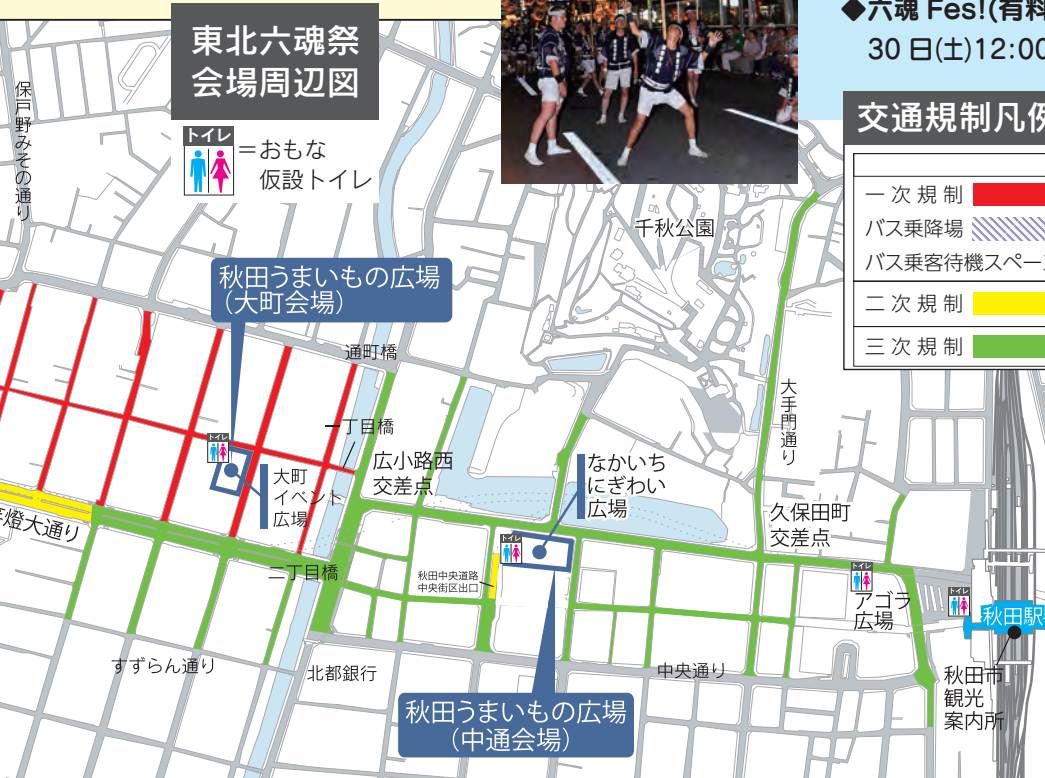 東北六魂祭
会場周辺図
トイレ
=おもな
仮設トイレ
◆六魂 Fes!(有料
30 日(土)12:00
交通規制凡例
一次規制
バス乗降場
バス乗客待機スペース
二次規制
三次規制
保戸野みその通り
千秋公園
秋田うまいもの広場
(大町会場)
通町橋
一丁目橋
大手門通り
トイレ
大町
イベント
広場
広小路西
交差点
なかいち
にぎわい
広場
久保田町
交差点
燈大通り
二丁目橋
秋田中央道路
中央街区出口
トイレ
トイレ
アゴラ
広場
トイレ
秋田駅
すずらん通り
北都銀行
中央通り
秋田市
観光
案内所
秋田うまいもの広場
(中通会場)